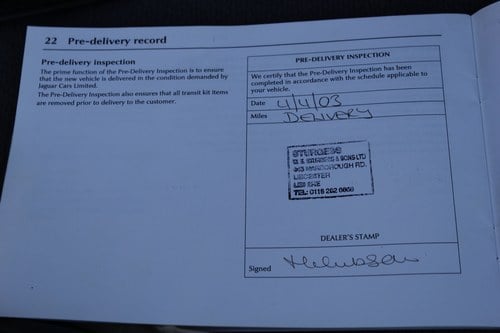 22 Pre-delivery record
Pre-delivery inspection
The prime function of the Pre-Delivery Inspection is to ensure
that the new vehicle is delivered in the condition demanded by
Jaguar Cars Limited.
The Pre-Delivery Inspection also ensures that all transit kit items
are removed prior to delivery to the customer.
PRE-DELIVERY INSPECTION
We certify that the Pre-Delivery Inspection has been
completed in accordance with the schedule applicable to
your vehicle.
Date 4/4/03
Miles DELIVERY
STURGESS
& SONS LTD
RD.
LEICESTER
TEL: 0116
DEALER'S STAMP
Signed